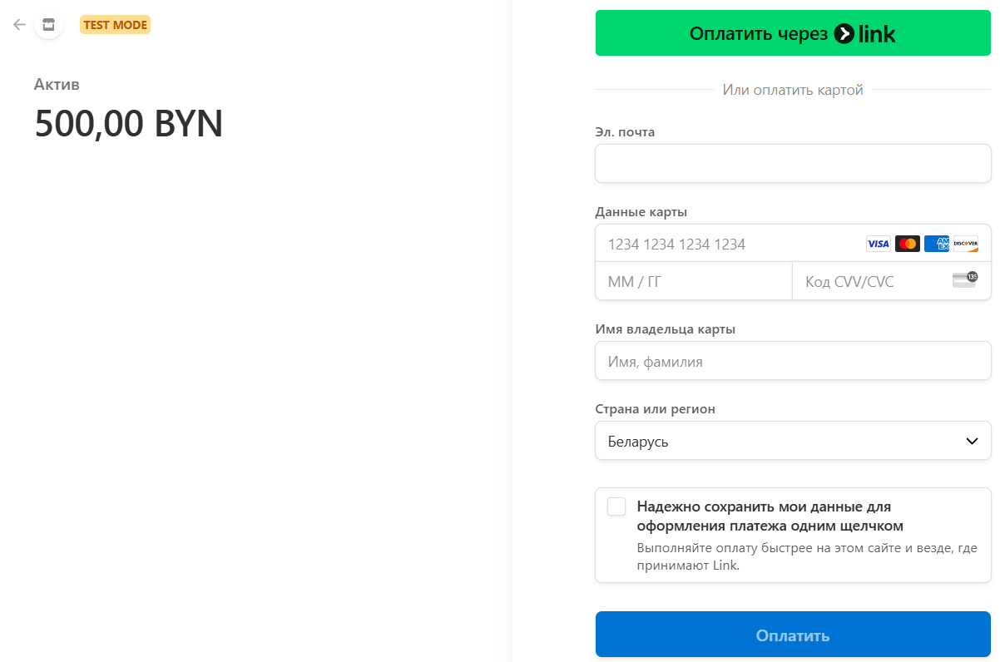 TEST MODE
Актив
500,00 BYN
Оплатить через link
Или оплатить картой
Эл. почта
Данные карты
1234 1234 1234 1234 VISA AMEX DISCOVER
ММ / ГГ Код CVV/CVC 135
Имя владельца карты
Имя, фамилия
Страна или регион
Беларусь
Надежно сохранить мои данные для
оформления платежа одним щелчком
Выполняйте оплату быстрее на этом сайте и везде, где
принимают Link.
Оплатить